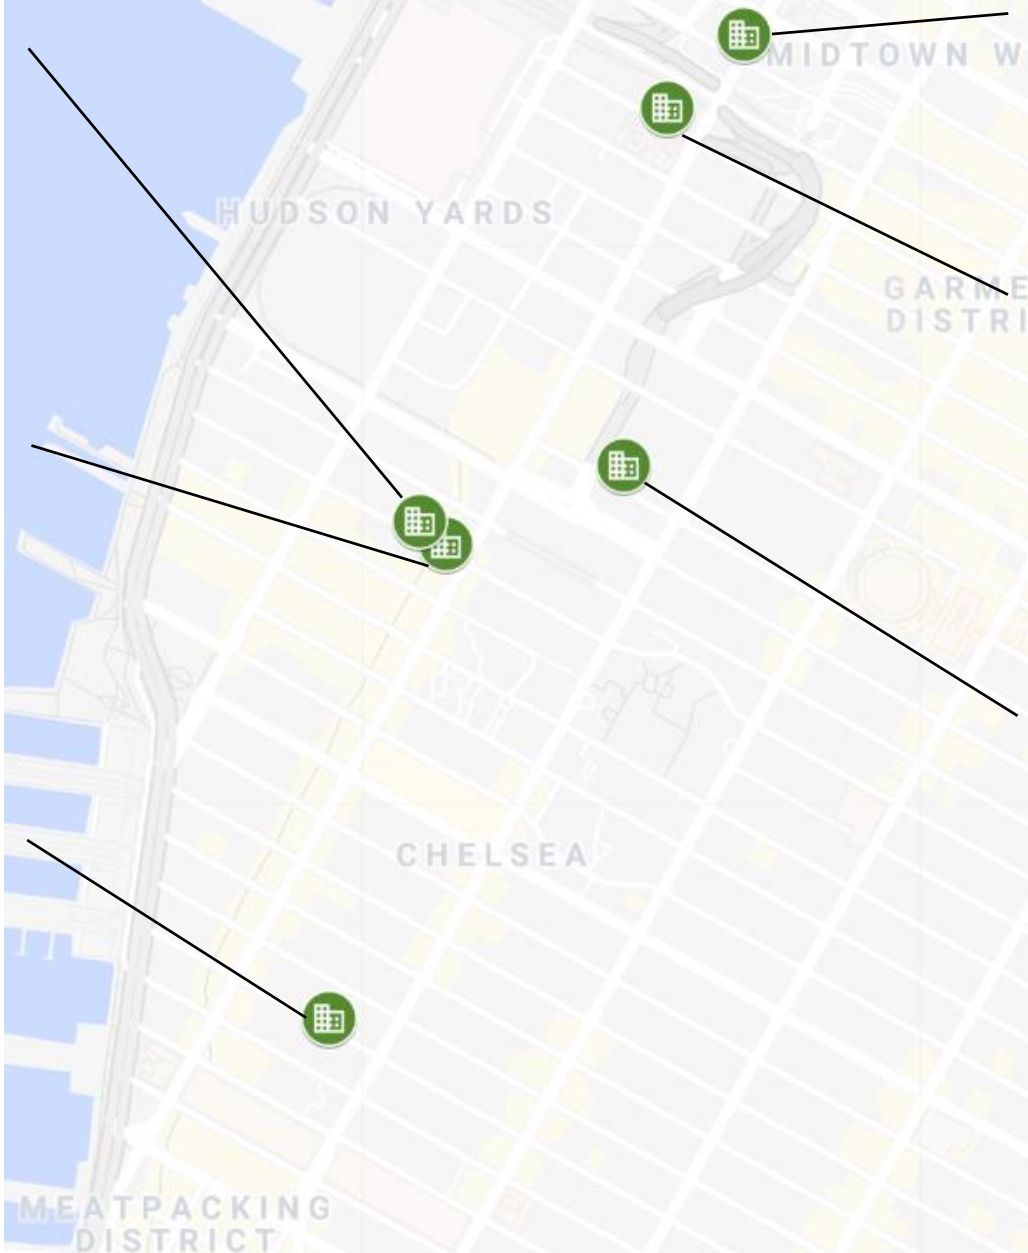 MIDTOWN W
HUDSON YARDS
GARME
DISTRI
CHELSEA
MEATPACKING
DISTRICT